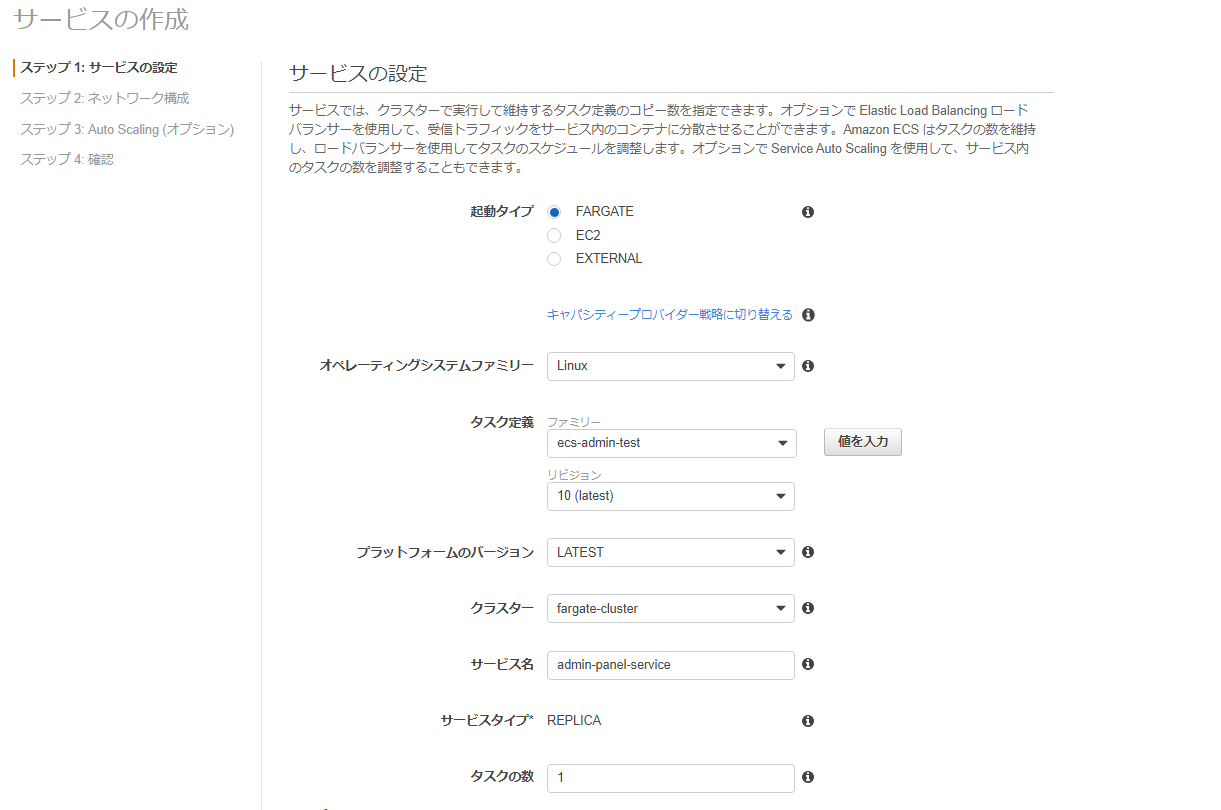 サービスの作成
ステップ 1: サービスの設定
ステップ 2: ネットワーク構成
ステップ 3: Auto Scaling (オプション)
ステップ 4: 確認
サービスの設定
サービスでは、クラスターで実行して維持するタスク定義のコピー数を指定できます。オプションで Elastic Load Balancing ロード
バランサーを使用して、受信トラフィックをサービス内のコンテナに分散させることができます。Amazon ECS はタスクの数を維持
し、ロードバランサーを使用してタスクのスケジュールを調整します。オプションで Service Auto Scaling を使用して、サービス内
のタスクの数を調整することもできます。
起動タイプ FARGATE
EC2
EXTERNAL
キャパシティープロバイダー戦略に切り替える
オペレーティングシステムファミリー Linux
タスク定義 ファミリー
ecs-admin-test 値を入力
リビジョン
10 (latest)
プラットフォームのバージョン LATEST
クラスター fargate-cluster
サービス名 admin-panel-service
サービスタイプ* REPLICA
タスクの数 1